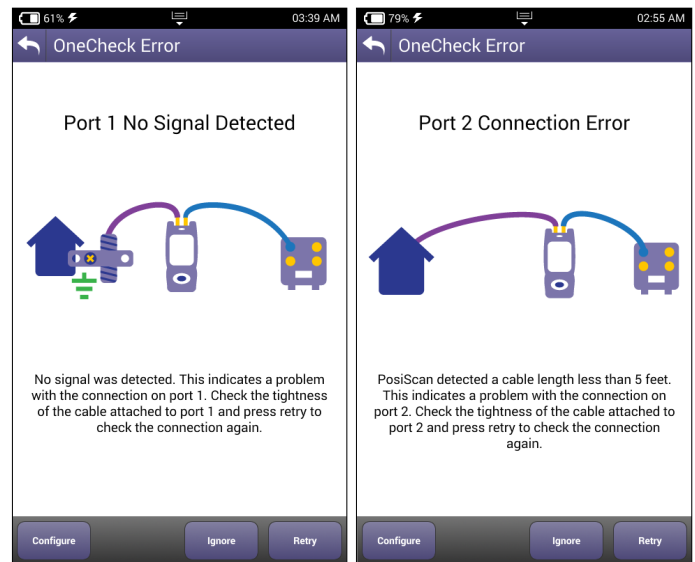 61% 03:39 AM
OneCheck Error
Port 1 No Signal Detected
No signal was detected. This indicates a problem
with the connection on port 1. Check the tightness
of the cable attached to port 1 and press retry to
check the connection again.
Configure Ignore Retry
79% 02:55 AM
OneCheck Error
Port 2 Connection Error
PosiScan detected a cable length less than 5 feet.
This indicates a problem with the connection on
port 2. Check the tightness of the cable attached to
port 2 and press retry to check the connection
again.
Configure Ignore Retry